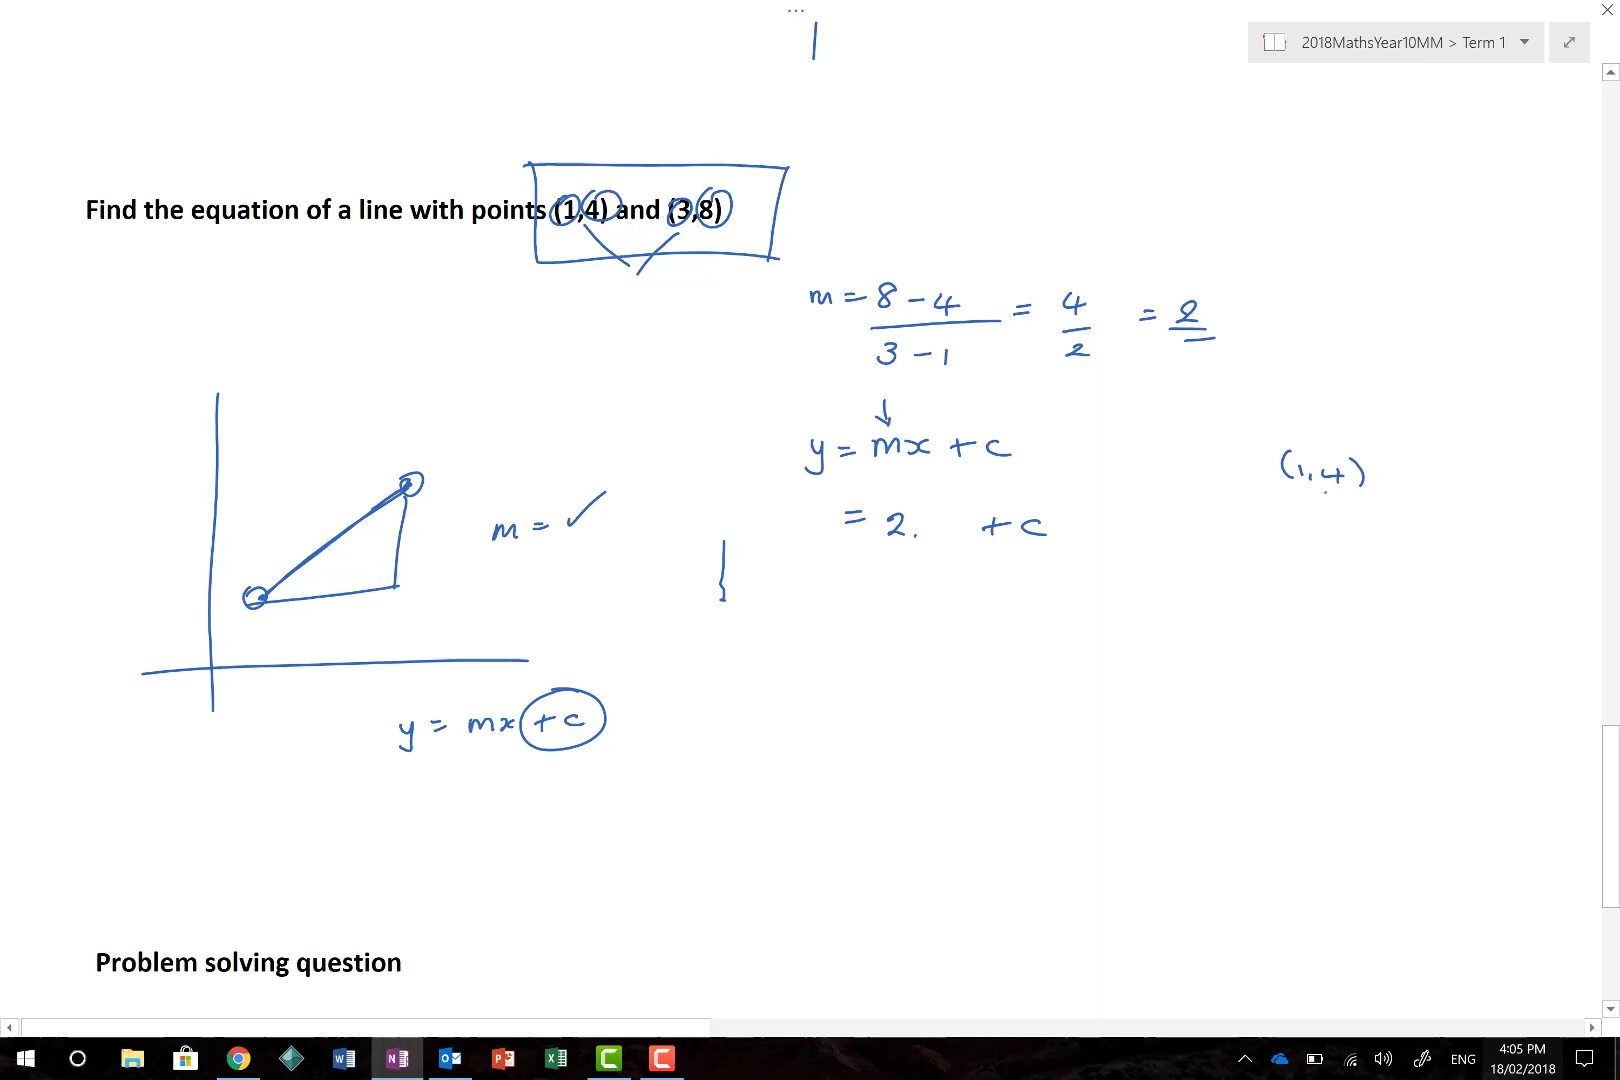 2018MathsYear10MM > Term 1
Find the equation of a line with points (1,4) and (3,8)
m = 8 - 4 / 3 - 1 = 4 / 2 = 2
y = mx + c
(1,4)
= 2. + c
m = ✓
y = mx + c
Problem solving question
ENG
4:05 PM
18/02/2018